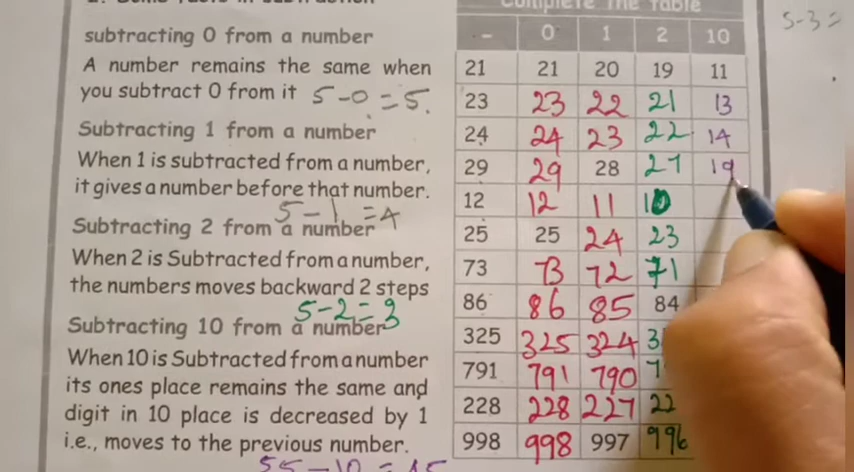 Complete the Table
subtracting 0 from a number
A number remains the same when
you subtract 0 from it 5-0=5.
Subtracting 1 from a number
When 1 is subtracted from a number,
it gives a number before that number.
5-1=4
Subtracting 2 from a number
When 2 is Subtracted from a number,
the numbers moves backward 2 steps
5-2=3
Subtracting 10 from a number
When 10 is Subtracted from a number
its ones place remains the same and
digit in 10 place is decreased by 1
i.e., moves to the previous number.
55-10=45
5-3=
- 0 1 2 10
21 21 20 19 11
23 23 22 21 13
24 24 23 22 14
29 29 28 27 19
12 12 11 10
25 25 24 23
73 73 72 71
86 86 85 84
325 325 324
791 791 790
228 228 227
998 998 997 996